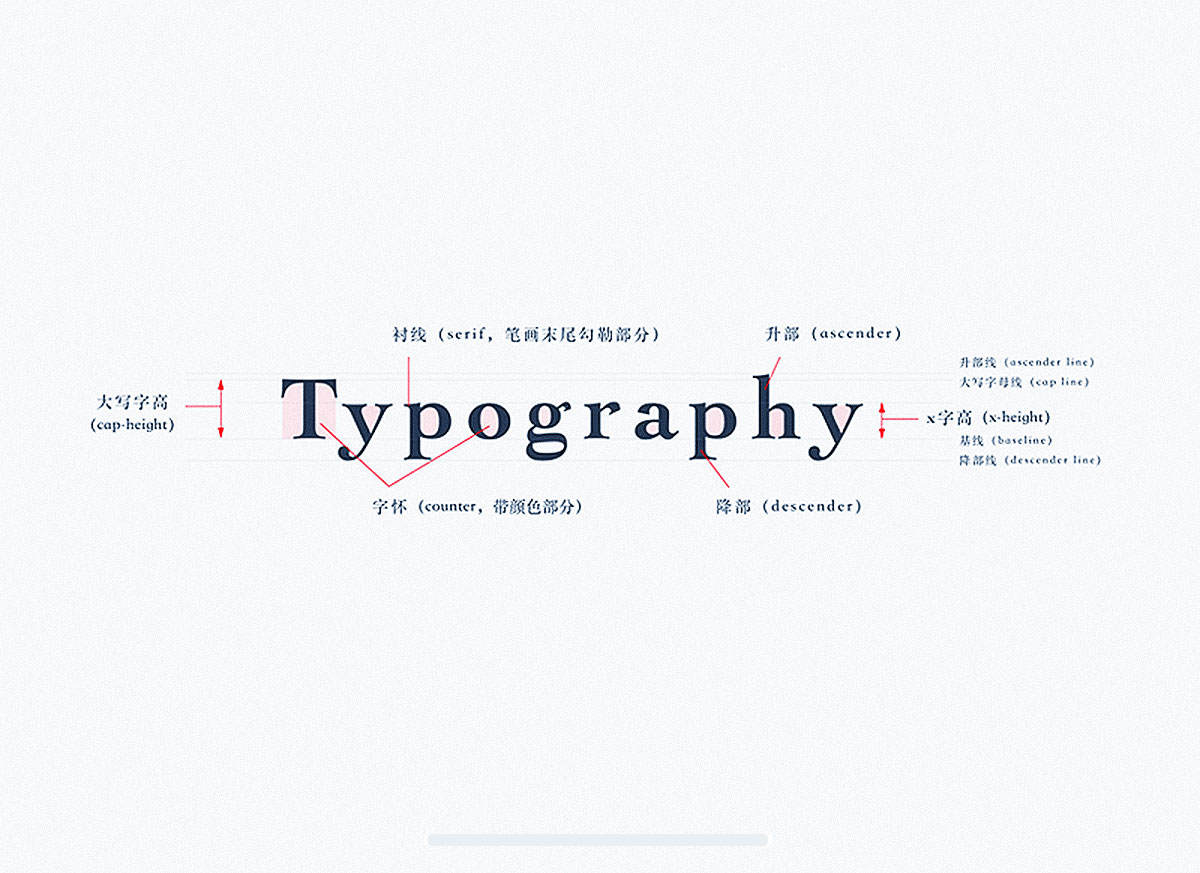 衬线（serif，笔画末尾勾勒部分）
升部（ascender）
升部线（ascender line）
大写字母线（cap line）
大写字高
(cap-height)
Typography
x字高（x-height）
基线（baseline）
降部线（descender line）
字怀（counter，带颜色部分）
降部（descender）